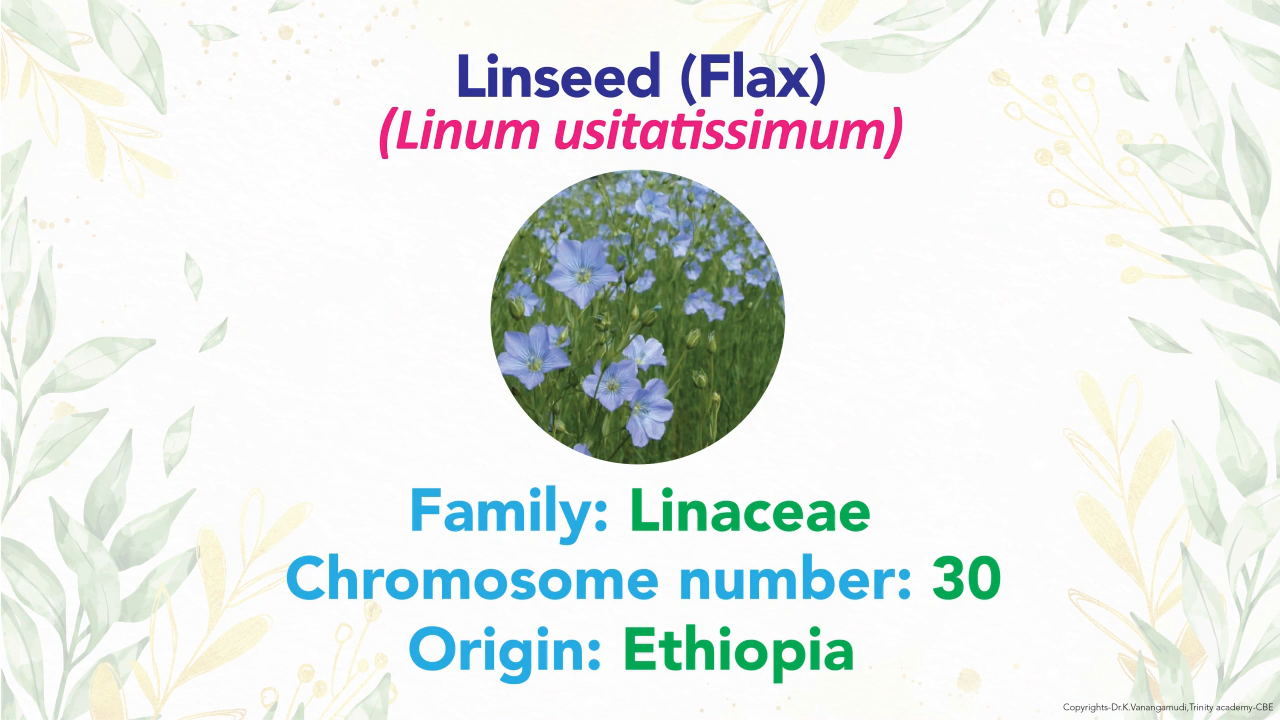 Linseed (Flax)
(Linum usitatissimum)
Family: Linaceae
Chromosome number: 30
Origin: Ethiopia
Copyrights-Dr.K.Vanangamudi,Trinity academy-CBE